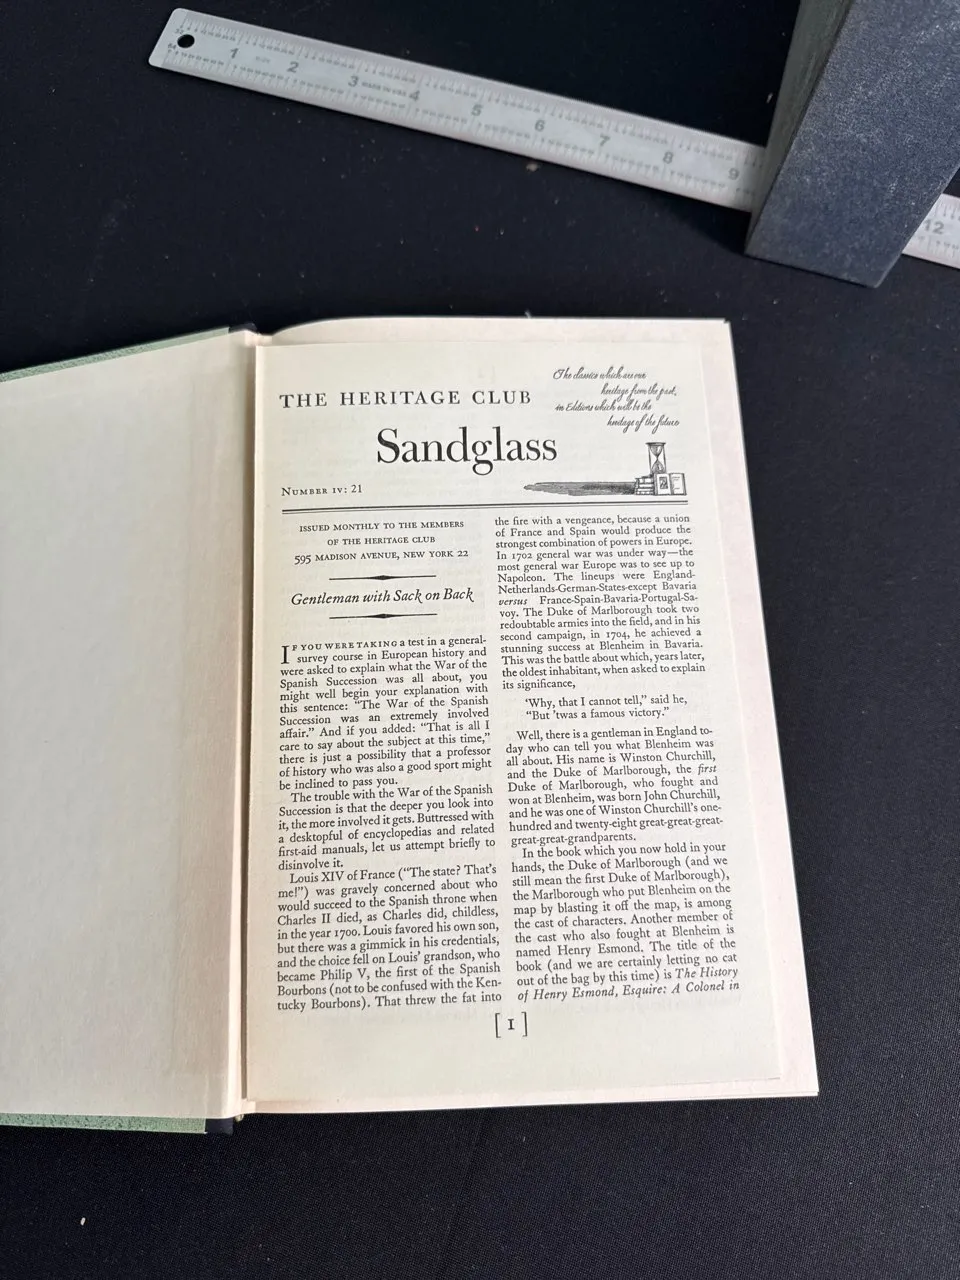 1
2
3
MADE IN USA
4
5
6
7
8
9
12
THE HERITAGE CLUB
The classics which are our
heritage from the past,
in Editions which will be the
heritage of the future
Sandglass
NUMBER IV: 21
ISSUED MONTHLY TO THE MEMBERS
OF THE HERITAGE CLUB
595 MADISON AVENUE, NEW YORK 22
Gentleman with Sack on Back
IF YOU WERE TAKING a test in a general-
survey course in European history and
were asked to explain what the War of the
Spanish Succession was all about, you
might well begin your explanation with
this sentence: "The War of the Spanish
Succession was an extremely involved
affair." And if you added: "That is all I
care to say about the subject at this time,"
there is just a possibility that a professor
of history who was also a good sport might
be inclined to pass you.
The trouble with the War of the Spanish
Succession is that the deeper you look into
it, the more involved it gets. Buttressed with
a desktopful of encyclopedias and related
first-aid manuals, let us attempt briefly to
disinvolve it.
Louis XIV of France ("The state? That's
me!") was gravely concerned about who
would succeed to the Spanish throne when
Charles II died, as Charles did, childless,
in the year 1700. Louis favored his own son,
but there was a gimmick in his credentials,
and the choice fell on Louis' grandson, who
became Philip V, the first of the Spanish
Bourbons (not to be confused with the Ken-
tucky Bourbons). That threw the fat into
the fire with a vengeance, because a union
of France and Spain would produce the
strongest combination of powers in Europe.
In 1702 general war was under way—the
most general war Europe was to see up to
Napoleon. The lineups were England-
Netherlands-German-States-except Bavaria
versus France-Spain-Bavaria-Portugal-Sa-
voy. The Duke of Marlborough took two
redoubtable armies into the field, and in his
second campaign, in 1704, he achieved a
stunning success at Blenheim in Bavaria.
This was the battle about which, years later,
the oldest inhabitant, when asked to explain
its significance,
'Why, that I cannot tell," said he,
"But 'twas a famous victory."
Well, there is a gentleman in England to-
day who can tell you what Blenheim was
all about. His name is Winston Churchill,
and the Duke of Marlborough, the first
Duke of Marlborough, who fought and
won at Blenheim, was born John Churchill,
and he was one of Winston Churchill's one-
hundred and twenty-eight great-great-great-
great-great-grandparents.
In the book which you now hold in your
hands, the Duke of Marlborough (and we
still mean the first Duke of Marlborough),
the Marlborough who put Blenheim on the
map by blasting it off the map, is among
the cast of characters. Another member of
the cast who also fought at Blenheim is
named Henry Esmond. The title of the
book (and we are certainly letting no cat
out of the bag by this time) is The History
of Henry Esmond, Esquire: A Colonel in
[ 1 ]